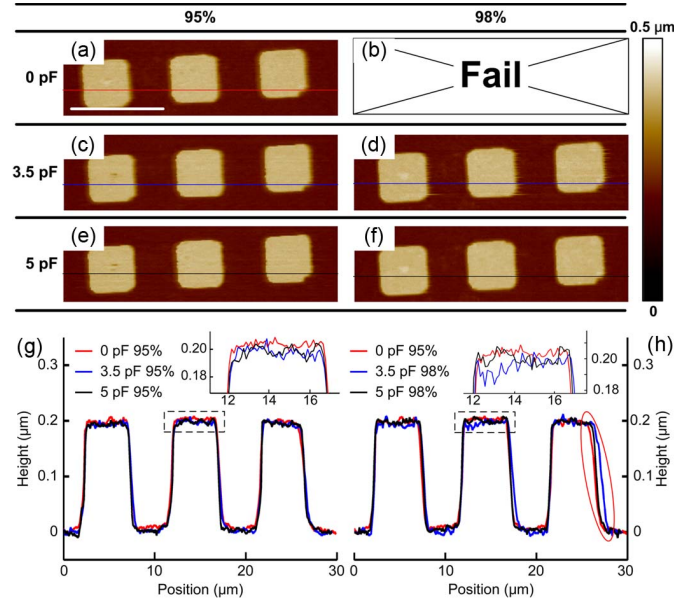 95% 98%
0.5 µm
(a) (b)
0 pF Fail
(c) (d)
3.5 pF
(e) (f)
5 pF
0
(g) (h)
0 pF 95% 0 pF 95%
3.5 pF 95% 3.5 pF 98%
5 pF 95% 5 pF 98%
0.20 0.20
0.18 0.18
12 14 16 12 14 16
0.3 0.3
0.2 0.2
0.1 0.1
0 0
Height (µm) Height (µm)
0 10 20 30 0 10 20 30
Position (µm) Position (µm)